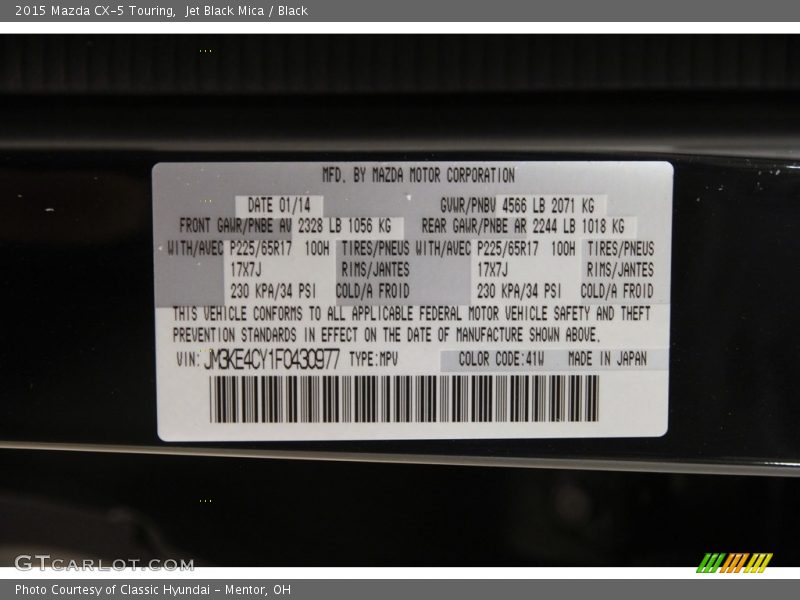 2015 Mazda CX-5 Touring,  Jet Black Mica / Black
MFD. BY MAZDA MOTOR CORPORATION
DATE 01/14 GVWR/PNBV 4566 LB 2071 KG
FRONT GAWR/PNBE AV 2328 LB 1056 KG REAR GAWR/PNBE AR 2244 LB 1018 KG
WITH/AVEC P225/65R17 100H TIRES/PNEUS WITH/AVEC P225/65R17 100H TIRES/PNEUS
17X7J RIMS/JANTES 17X7J RIMS/JANTES
230 KPA/34 PSI COLD/A FROID 230 KPA/34 PSI COLD/A FROID
THIS VEHICLE CONFORMS TO ALL APPLICABLE FEDERAL MOTOR VEHICLE SAFETY AND THEFT
PREVENTION STANDARDS IN EFFECT ON THE DATE OF MANUFACTURE SHOWN ABOVE.
VIN: JM3KE4CY1F0430977 TYPE:MPV COLOR CODE:41W MADE IN JAPAN
GTCARLOT.COM
Photo Courtesy of Classic Hyundai - Mentor, OH